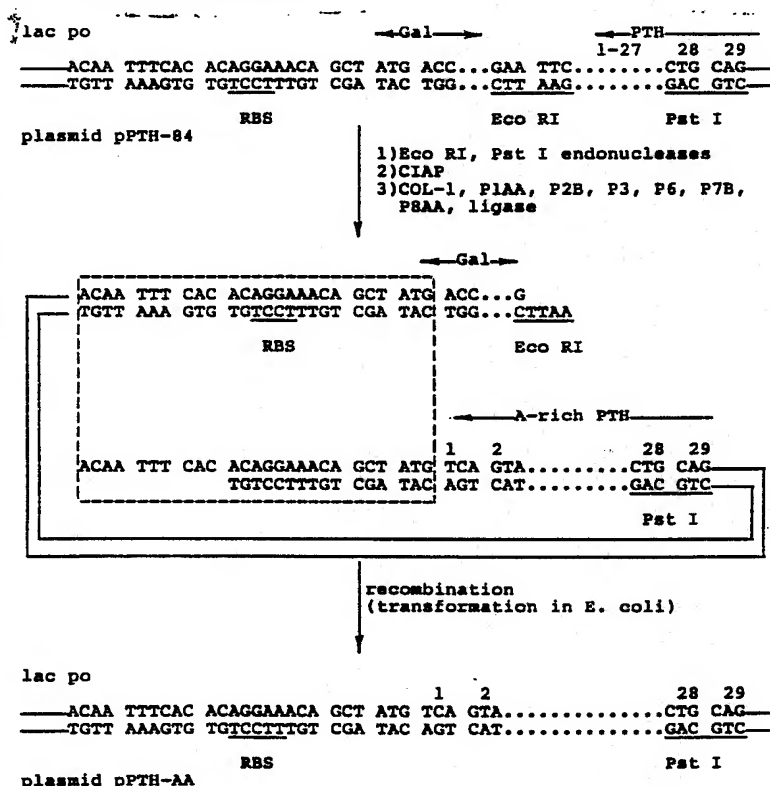 lac po
Gal PTH
1-27 28 29
ACAA TTTCAC ACAGGAAACA GCT ATG ACC...GAA TTC........CTG CAG
TGTT AAAGTG TGTCCTTTGT CGA TAC TGG...CTT AAG........GAC GTC
RBS Eco RI Pst I
plasmid pPTH-84
1)Eco RI, Pst I endonucleases
2)CIAP
3)COL-1, P1AA, P2B, P3, P6, P7B,
P8AA, ligase
Gal
ACAA TTT CAC ACAGGAAACA GCT ATG ACC...G
TGTT AAA GTG TGTCCTTTGT CGA TAC TGG...CTTAA
RBS Eco RI
A-rich PTH
1 2 28 29
ACAA TTT CAC ACAGGAAACA GCT ATG TCA GTA..........CTG CAG
TGTCCTTTGT CGA TAC AGT CAT..........GAC GTC
Pst I
recombination
(transformation in E. coli)
lac po
1 2 28 29
ACAA TTTCAC ACAGGAAACA GCT ATG TCA GTA.............CTG CAG
TGTT AAAGTG TGTCCTTTGT CGA TAC AGT CAT.............GAC GTC
RBS Pst I
plasmid pPTH-AA